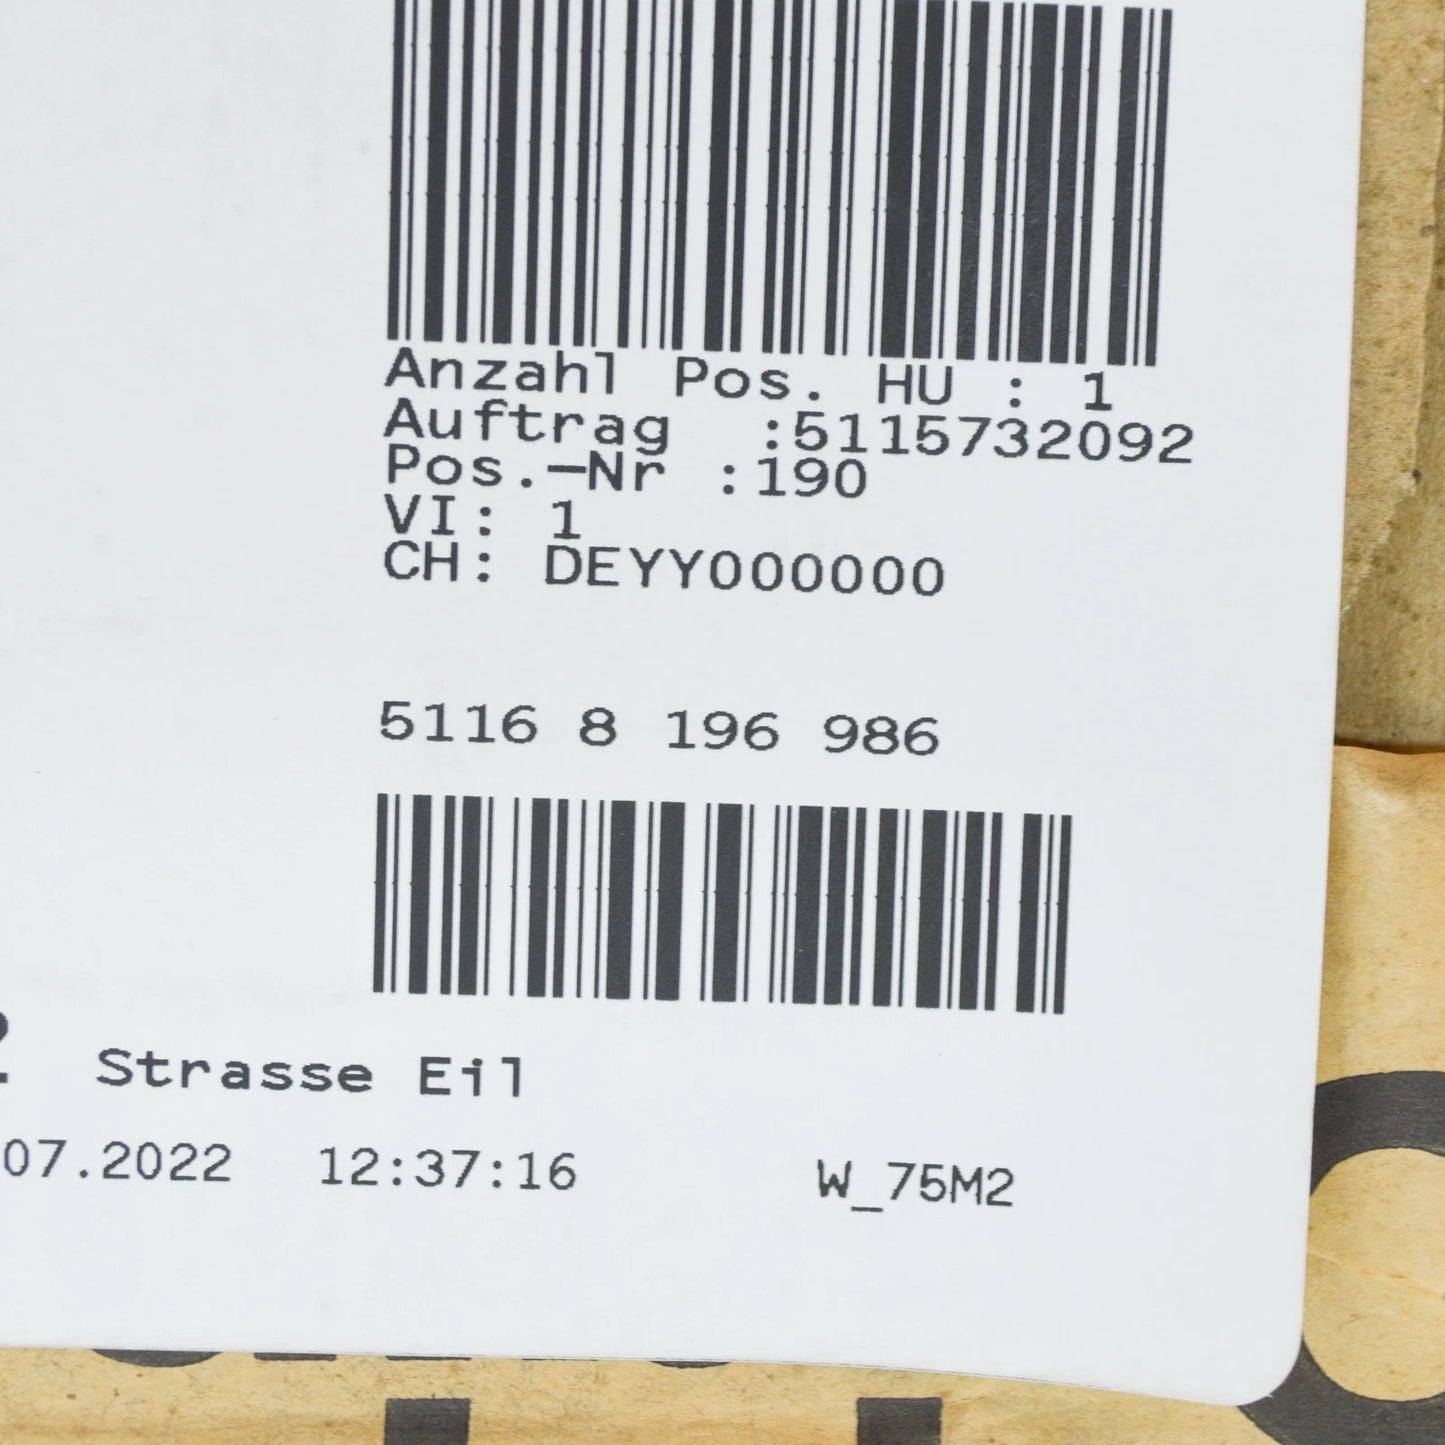 Anzahl Pos. HU : 1
Auftrag :5115732092
Pos.-Nr :190
VI: 1
CH: DEYY000000
5116 8 196 986
Strasse Eil
07.2022 12:37:16 W_75M2